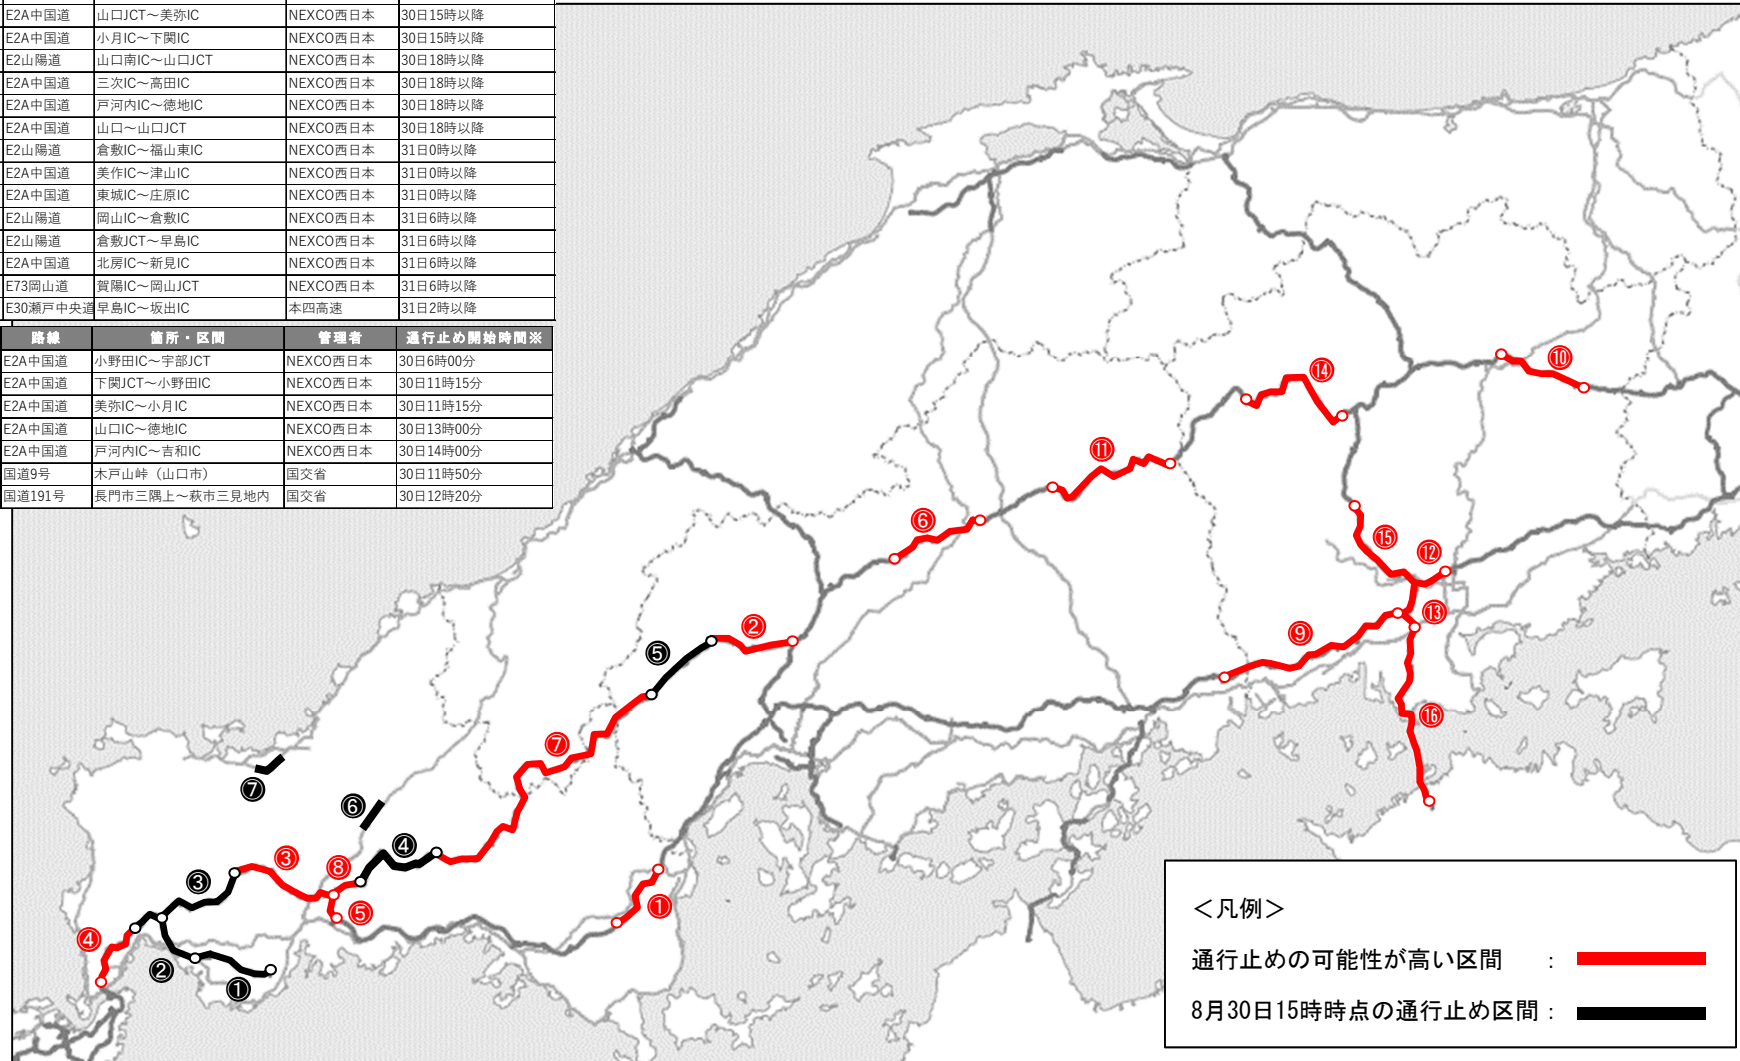 E2A中国道 山口JCT～美弥IC NEXCO西日本 30日15時以降
E2A中国道 小月IC～下関IC NEXCO西日本 30日15時以降
E2山陽道 山口南IC～山口JCT NEXCO西日本 30日18時以降
E2A中国道 三次IC～高田IC NEXCO西日本 30日18時以降
E2A中国道 戸河内IC～徳地IC NEXCO西日本 30日18時以降
E2A中国道 山口～山口JCT NEXCO西日本 30日18時以降
E2山陽道 倉敷IC～福山東IC NEXCO西日本 31日0時以降
E2A中国道 美作IC～津山IC NEXCO西日本 31日0時以降
E2A中国道 東城IC～庄原IC NEXCO西日本 31日0時以降
E2山陽道 岡山IC～倉敷IC NEXCO西日本 31日6時以降
E2山陽道 倉敷JCT～早島IC NEXCO西日本 31日6時以降
E2A中国道 北房IC～新見IC NEXCO西日本 31日6時以降
E73岡山道 賀陽IC～岡山JCT NEXCO西日本 31日6時以降
E30瀬戸中央道 早島IC～坂出IC 本四高速 31日2時以降
路線 箇所・区間 管理者 通行止め開始時間※
E2A中国道 小野田IC～宇部JCT NEXCO西日本 30日6時00分
E2A中国道 下関JCT～小野田IC NEXCO西日本 30日11時15分
E2A中国道 美弥IC～小月IC NEXCO西日本 30日11時15分
E2A中国道 山口IC～徳地IC NEXCO西日本 30日13時00分
E2A中国道 戸河内IC～吉和IC NEXCO西日本 30日14時00分
国道9号 木戸山峠（山口市） 国交省 30日11時50分
国道191号 長門市三隅上～萩市三見地内 国交省 30日12時20分
⑩
⑭
⑪
⑥
⑮
⑫
⑬
⑨
②
⑤
⑯
⑦
⑦
⑥
④
③
⑧
③
⑤
①
④
②
①
＜凡例＞
通行止めの可能性が高い区間 ：
8月30日15時時点の通行止め区間：